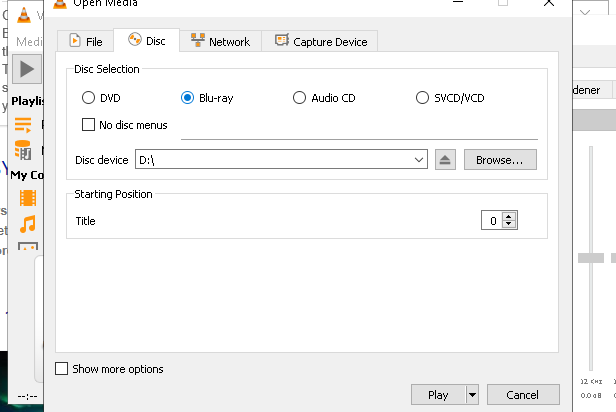 Open Media
Medi
File
Disc
Network
Capture Device
dener
Disc Selection
DVD
Blu-ray
Audio CD
SVCD/VCD
Playlis
No disc menus
Disc device
D:\
Browse...
My Co
Starting Position
Title
0
Show more options
Play
Cancel
--:--
0.0 dB